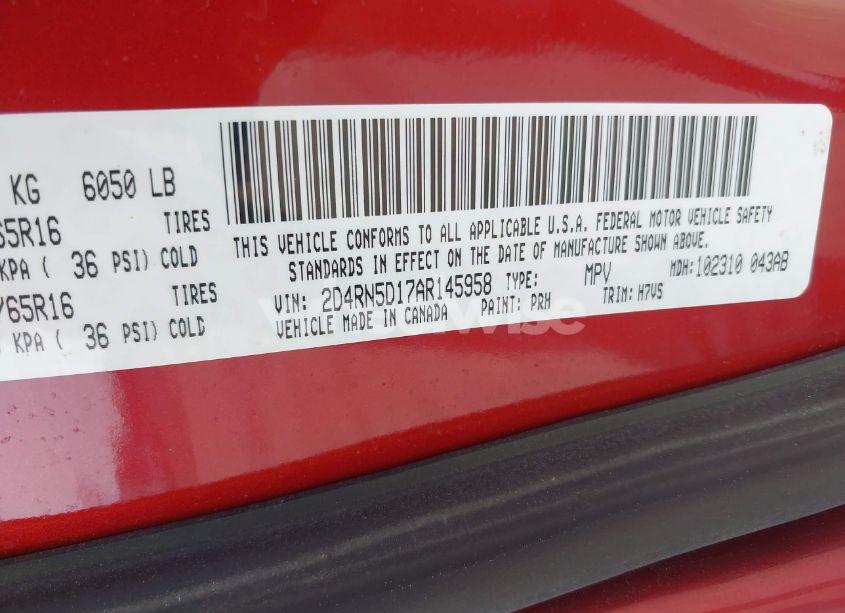 KG 6050 LB
65R16 TIRES
KPA ( 36 PSI) COLD
/65R16 TIRES
KPA ( 36 PSI) COLD
THIS VEHICLE CONFORMS TO ALL APPLICABLE U.S.A. FEDERAL MOTOR VEHICLE SAFETY
STANDARDS IN EFFECT ON THE DATE OF MANUFACTURE SHOWN ABOVE.
VIN: 2D4RN5D17AR145958 TYPE: MPV MDH:102310 043AB
VEHICLE MADE IN CANADA PAINT: PRH TRIM: H7VS